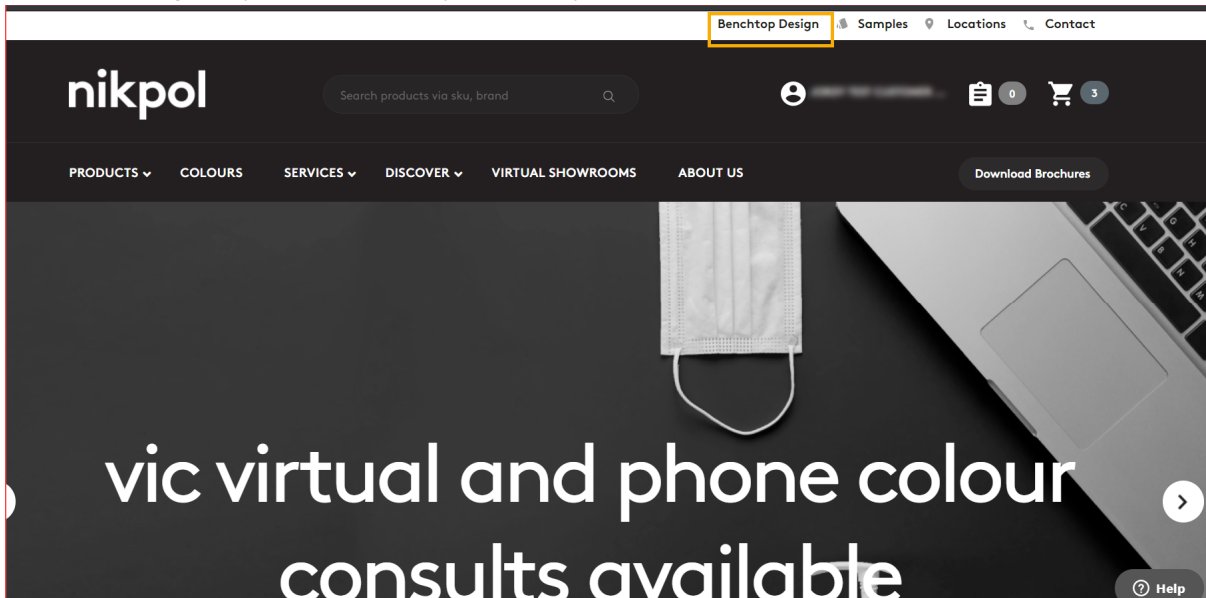 Benchtop Design Samples Locations Contact
nikpol
Search products via sku, brand
0
3
PRODUCTS COLOURS SERVICES DISCOVER VIRTUAL SHOWROOMS ABOUT US Download Brochures
vic virtual and phone colour
consults available
Help